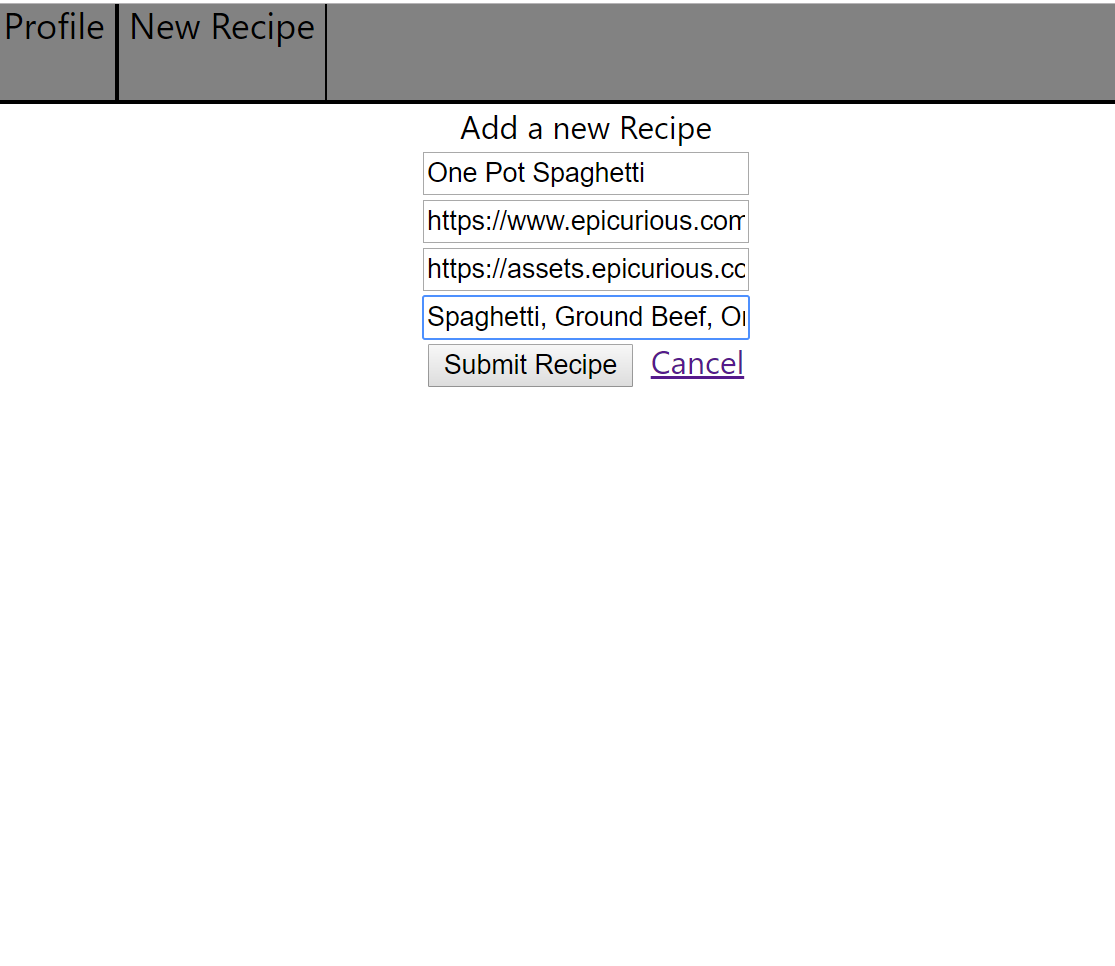 Profile New Recipe
Add a new Recipe
One Pot Spaghetti
https://www.epicurious.com
https://assets.epicurious.cc
Spaghetti, Ground Beef,
Submit Recipe Cancel